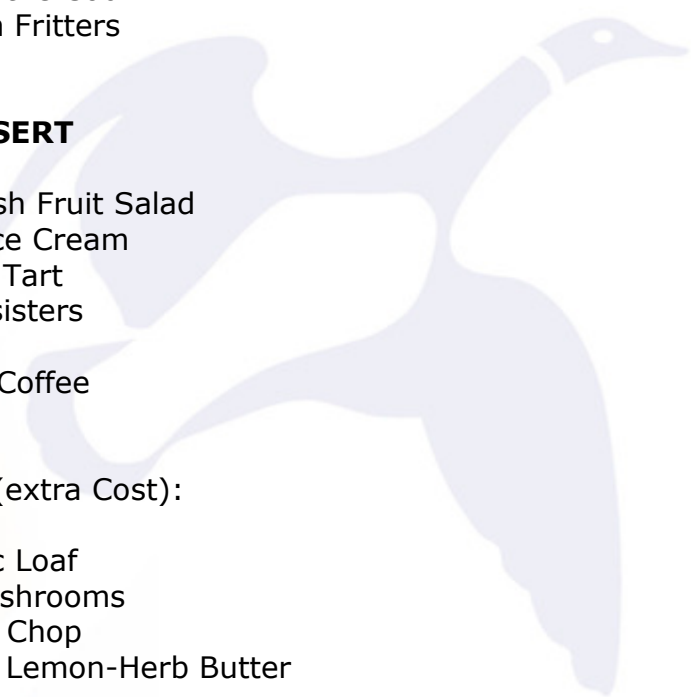 Fritters
SERT
sh Fruit Salad
ce Cream
Tart
sisters
Coffee
(extra Cost):
c Loaf
shrooms
Chop
Lemon-Herb Butter